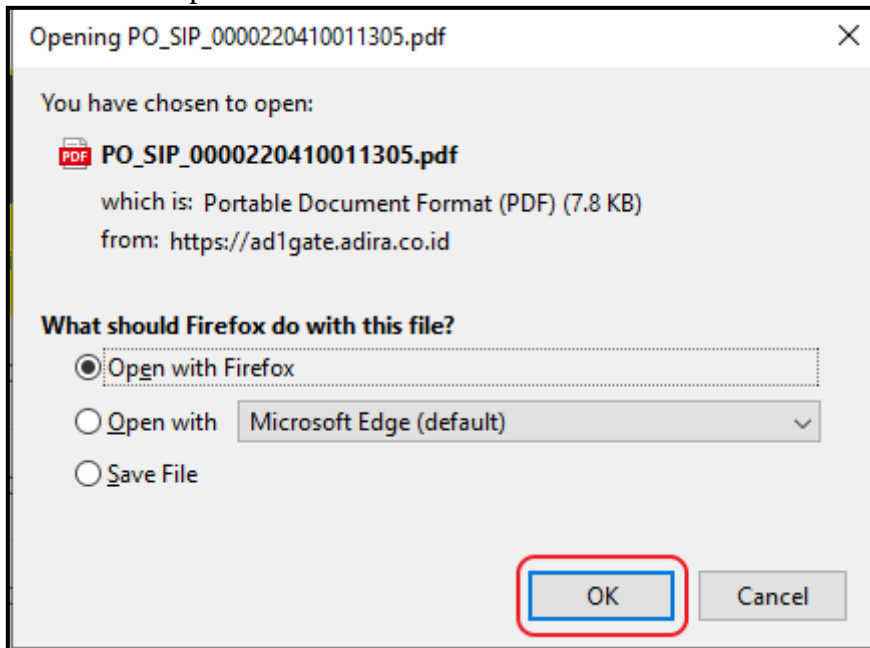 Opening PO_SIP_0000220410011305.pdf
You have chosen to open:
PDF PO_SIP_0000220410011305.pdf
which is: Portable Document Format (PDF) (7.8 KB)
from: https://ad1gate.adira.co.id
What should Firefox do with this file?
Open with Firefox
Open with Microsoft Edge (default)
Save File
OK Cancel